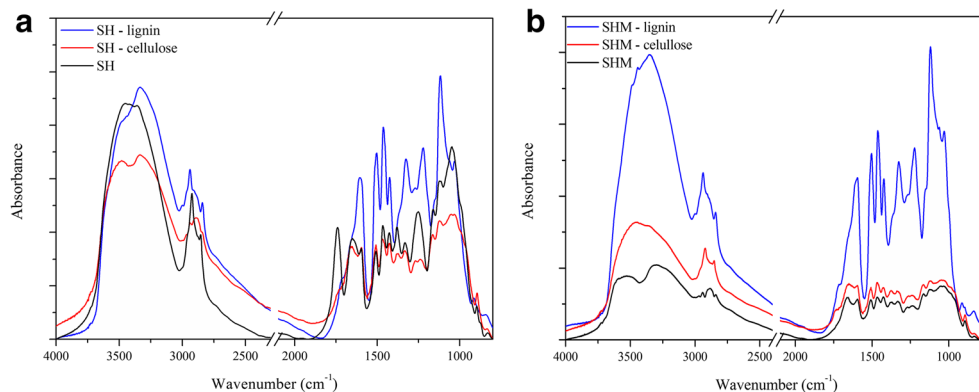 a
SH - lignin
SH - cellulose
SH
Absorbance
4000 3500 3000 2500 2000 1500 1000
Wavenumber (cm⁻¹)
b
SHM - lignin
SHM - cellulose
SHM
Absorbance
4000 3500 3000 2500 2000 1500 1000
Wavenumber (cm⁻¹)